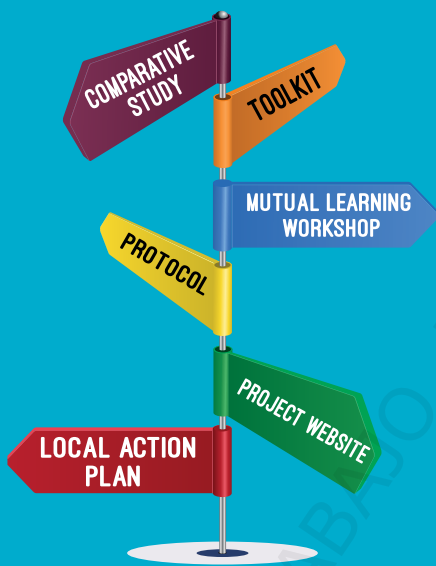 COMPARATIVE
STUDY
TOOLKIT
MUTUAL LEARNING
WORKSHOP
PROTOCOL
PROJECT WEBSITE
LOCAL ACTION
PLAN